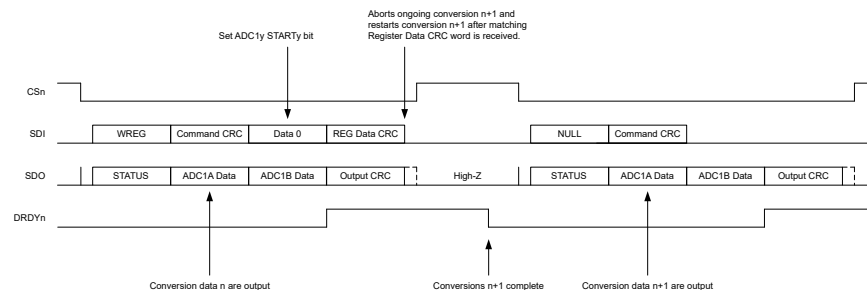 Aborts ongoing conversion n+1 and
restarts conversion n+1 after matching
Register Data CRC word is received.
Set ADC1y STARTy bit
CSn
SDI WREG Command CRC Data 0 REG Data CRC NULL Command CRC
SDO STATUS ADC1A Data ADC1B Data Output CRC High-Z STATUS ADC1A Data ADC1B Data Output CRC
DRDYn
Conversion data n are output Conversions n+1 complete Conversion data n+1 are output